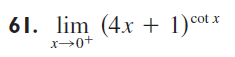 61. lim (4x + 1)^cot x
x→0⁺